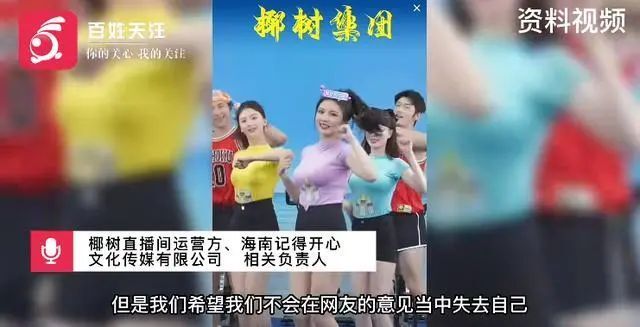 百姓关注
你的关心 我的关注
椰树集团
×
资料视频
椰树直播间运营方、海南记得开心
文化传媒有限公司 相关负责人
但是我们希望我们不会在网友的意见当中失去自己